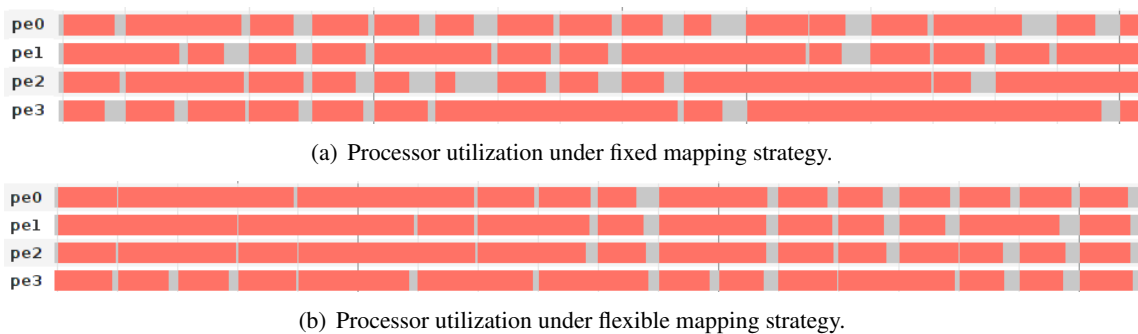 pe0
pe1
pe2
pe3
(a) Processor utilization under fixed mapping strategy.
pe0
pe1
pe2
pe3
(b) Processor utilization under flexible mapping strategy.